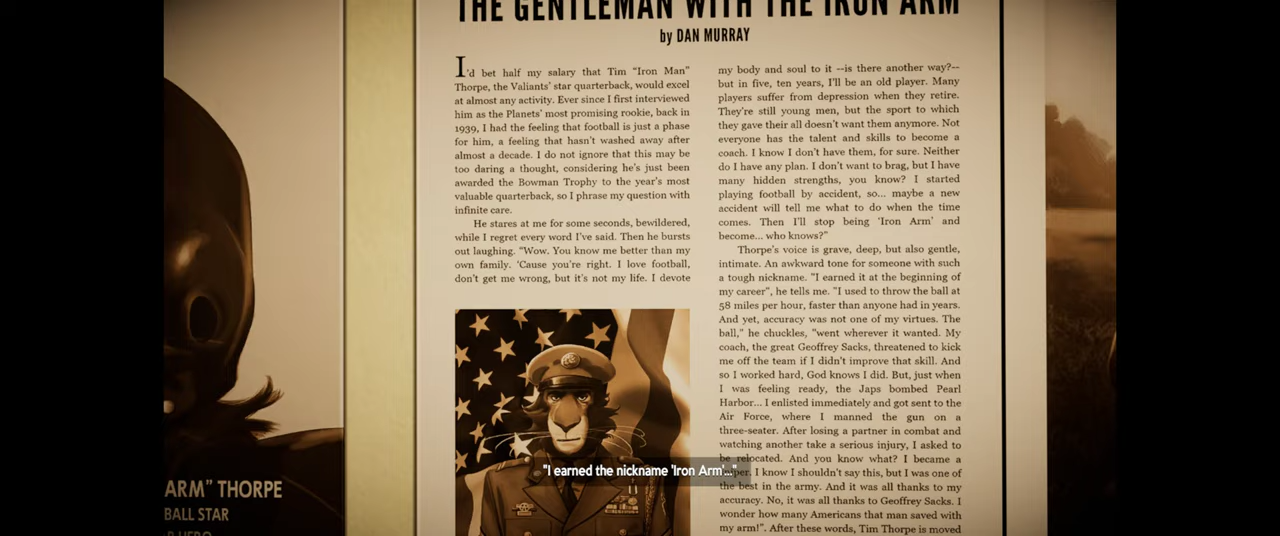 THE GENTLEMAN WITH THE IRON ARM
by DAN MURRAY
I'd bet half my salary that Tim "Iron Man"
Thorpe, the Valiants' star quarterback, would excel
at almost any activity. Ever since I first interviewed
him as the Planets' most promising rookie, back in
1939, I had the feeling that football is just a phase
for him, a feeling that hasn't washed away after
almost a decade. I do not ignore that this may be
too daring a thought, considering he's just been
awarded the Bowman Trophy to the year's most
valuable quarterback, so I phrase my question with
infinite care.
He stares at me for some seconds, bewildered,
while I regret every word I've said. Then he bursts
out laughing. "Wow. You know me better than my
own family. 'Cause you're right. I love football,
don't get me wrong, but it's not my life. I devote
my body and soul to it --is there another way?--
but in five, ten years, I'll be an old player. Many
players suffer from depression when they retire.
They're still young men, but the sport to which
they gave their all doesn't want them anymore. Not
everyone has the talent and skills to become a
coach. I know I don't have them, for sure. Neither
do I have any plan. I don't want to brag, but I have
many hidden strengths, you know? I started
playing football by accident, so... maybe a new
accident will tell me what to do when the time
comes. Then I'll stop being 'Iron Arm' and
become... who knows?"
Thorpe's voice is grave, deep, but also gentle,
intimate. An awkward tone for someone with such
a tough nickname. "I earned it at the beginning of
my career", he tells me. "I used to throw the ball at
58 miles per hour, faster than anyone had in years.
And yet, accuracy was not one of my virtues. The
ball," he chuckles, "went wherever it wanted. My
coach, the great Geoffrey Sacks, threatened to kick
me off the team if I didn't improve that skill. And
so I worked hard, God knows I did. But, just when
I was feeling ready, the Japs bombed Pearl
Harbor... I enlisted immediately and got sent to the
Air Force, where I manned the gun on a
three-seater. After losing a partner in combat and
watching another take a serious injury, I asked to
be relocated. And you know what? I became a
I know I shouldn't say this, but I was one of
the best in the army. And it was all thanks to my
accuracy. No, it was all thanks to Geoffrey Sacks. I
wonder how many Americans that man saved with
my arm!". After these words, Tim Thorpe is moved
"I earned the nickname 'Iron Arm'..."
ARM" THORPE
BALL STAR
HERO